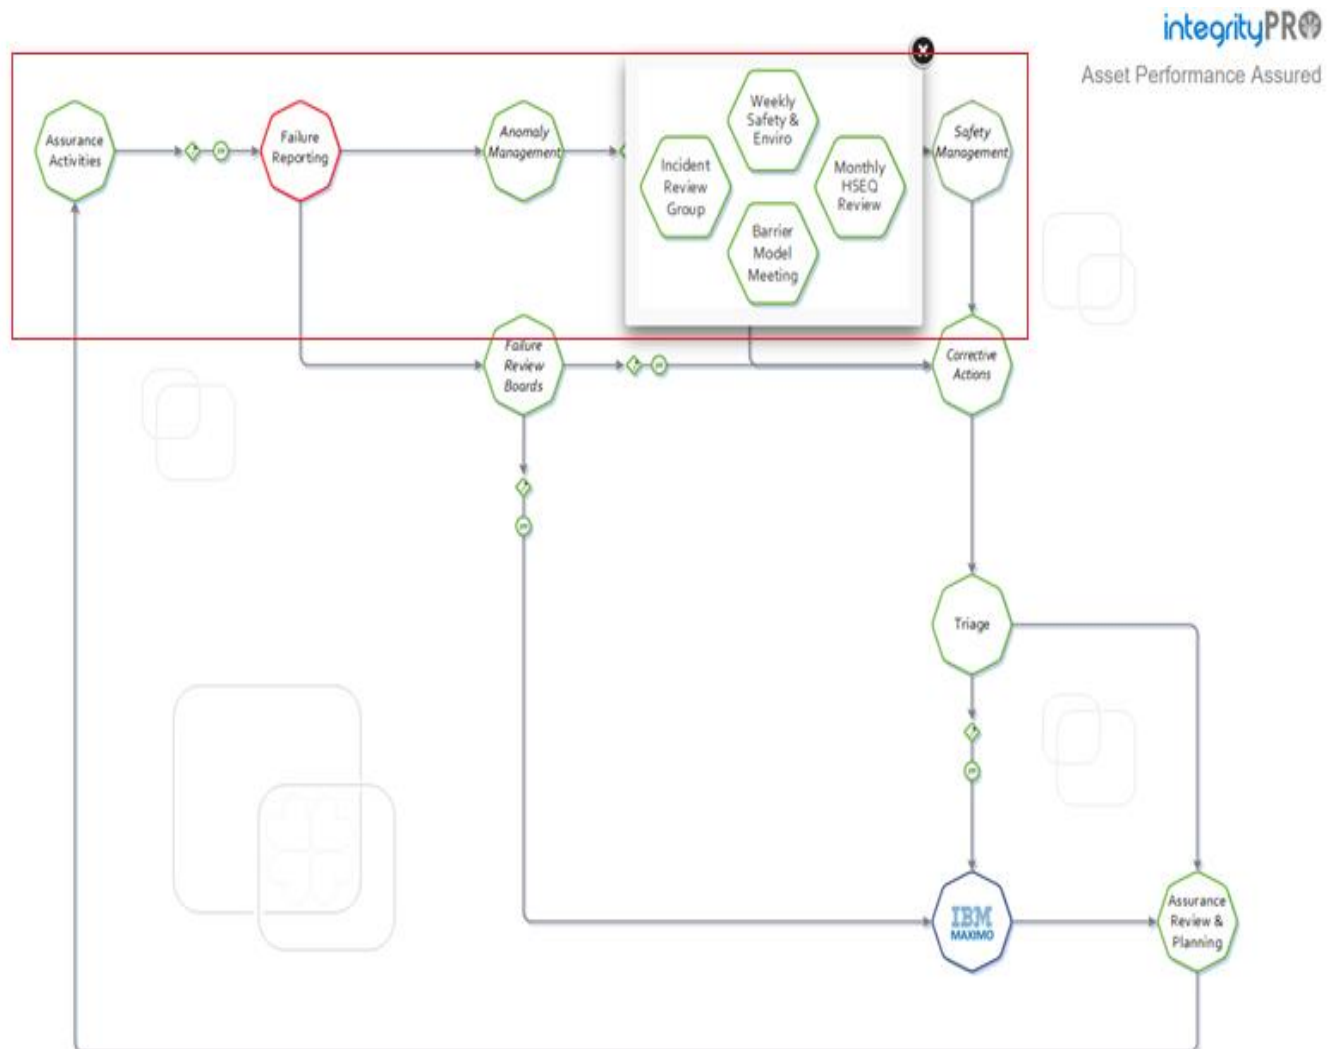 integrityPRO
Asset Performance Assured
Assurance
Activities
Failure
Reporting
Anomaly
Management
Weekly
Safety &
Enviro
Incident
Review
Group
Monthly
HSEQ
Review
Barrier
Model
Meeting
Safety
Management
Failure
Review
Boards
Corrective
Actions
Triage
IBM
MAXIMO
Assurance
Review &
Planning